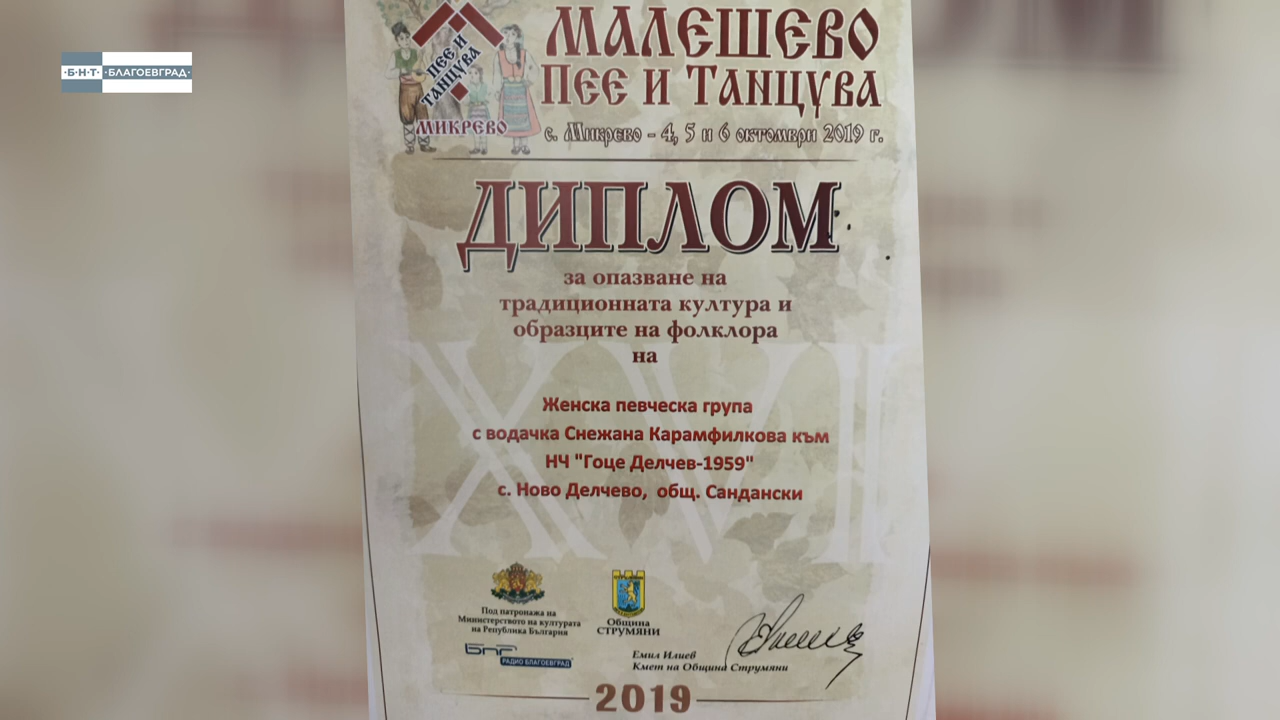 ·Б·Н·Т· БЛАГОЕВГРАД·
ПЕЕ И
ТАНЦУВА
МИКРЕВО
МАЛЕШЕВО
ПЕЕ И ТАНЦУВА
с. Микрево - 4, 5 и 6 октомври 2019 г.
ДИПЛОМ
за опазване на
традиционната култура и
образците на фолклора
на
XVI
Женска певческа група
с водачка Снежана Карамфилкова към
НЧ "Гоце Делчев-1959"
с. Ново Делчево, общ. Сандански
Под патронажа на
Министерството на културата
на Република България
Община
СТРУМЯНИ
БНР
РАДИО БЛАГОЕВГРАД
Емил Илиев
Кмет на Община Струмяни
2019